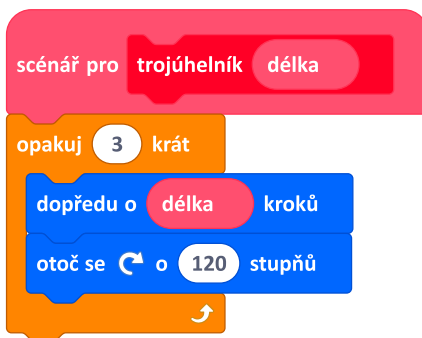 scénář pro trojúhelník délka
opakuj 3 krát
dopředu o délka kroků
otoč se o 120 stupňů